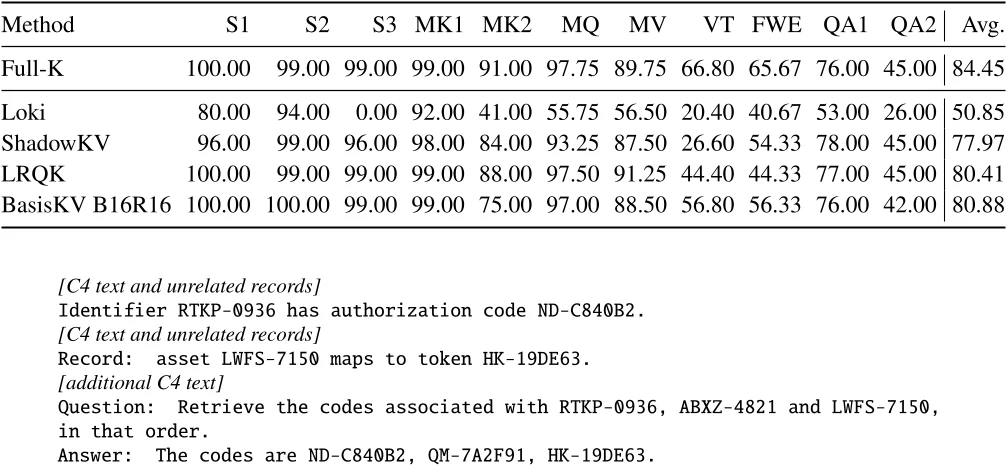 Method S1 S2 S3 MK1 MK2 MQ MV VT FWE QA1 QA2 Avg.
Full-K 100.00 99.00 99.00 99.00 91.00 97.75 89.75 66.80 65.67 76.00 45.00 84.45
Loki 80.00 94.00 0.00 92.00 41.00 55.75 56.50 20.40 40.67 53.00 26.00 50.85
ShadowKV 96.00 99.00 96.00 98.00 84.00 93.25 87.50 26.60 54.33 78.00 45.00 77.97
LRQK 100.00 99.00 99.00 99.00 88.00 97.50 91.25 44.40 44.33 77.00 45.00 80.41
BasisKV B16R16 100.00 100.00 99.00 99.00 75.00 97.00 88.50 56.80 56.33 76.00 42.00 80.88
[C4 text and unrelated records]
Identifier RTKP-0936 has authorization code ND-C840B2.
[C4 text and unrelated records]
Record: asset LWFS-7150 maps to token HK-19DE63.
[additional C4 text]
Question: Retrieve the codes associated with RTKP-0936, ABXZ-4821 and LWFS-7150,
in that order.
Answer: The codes are ND-C840B2, QM-7A2F91, HK-19DE63.